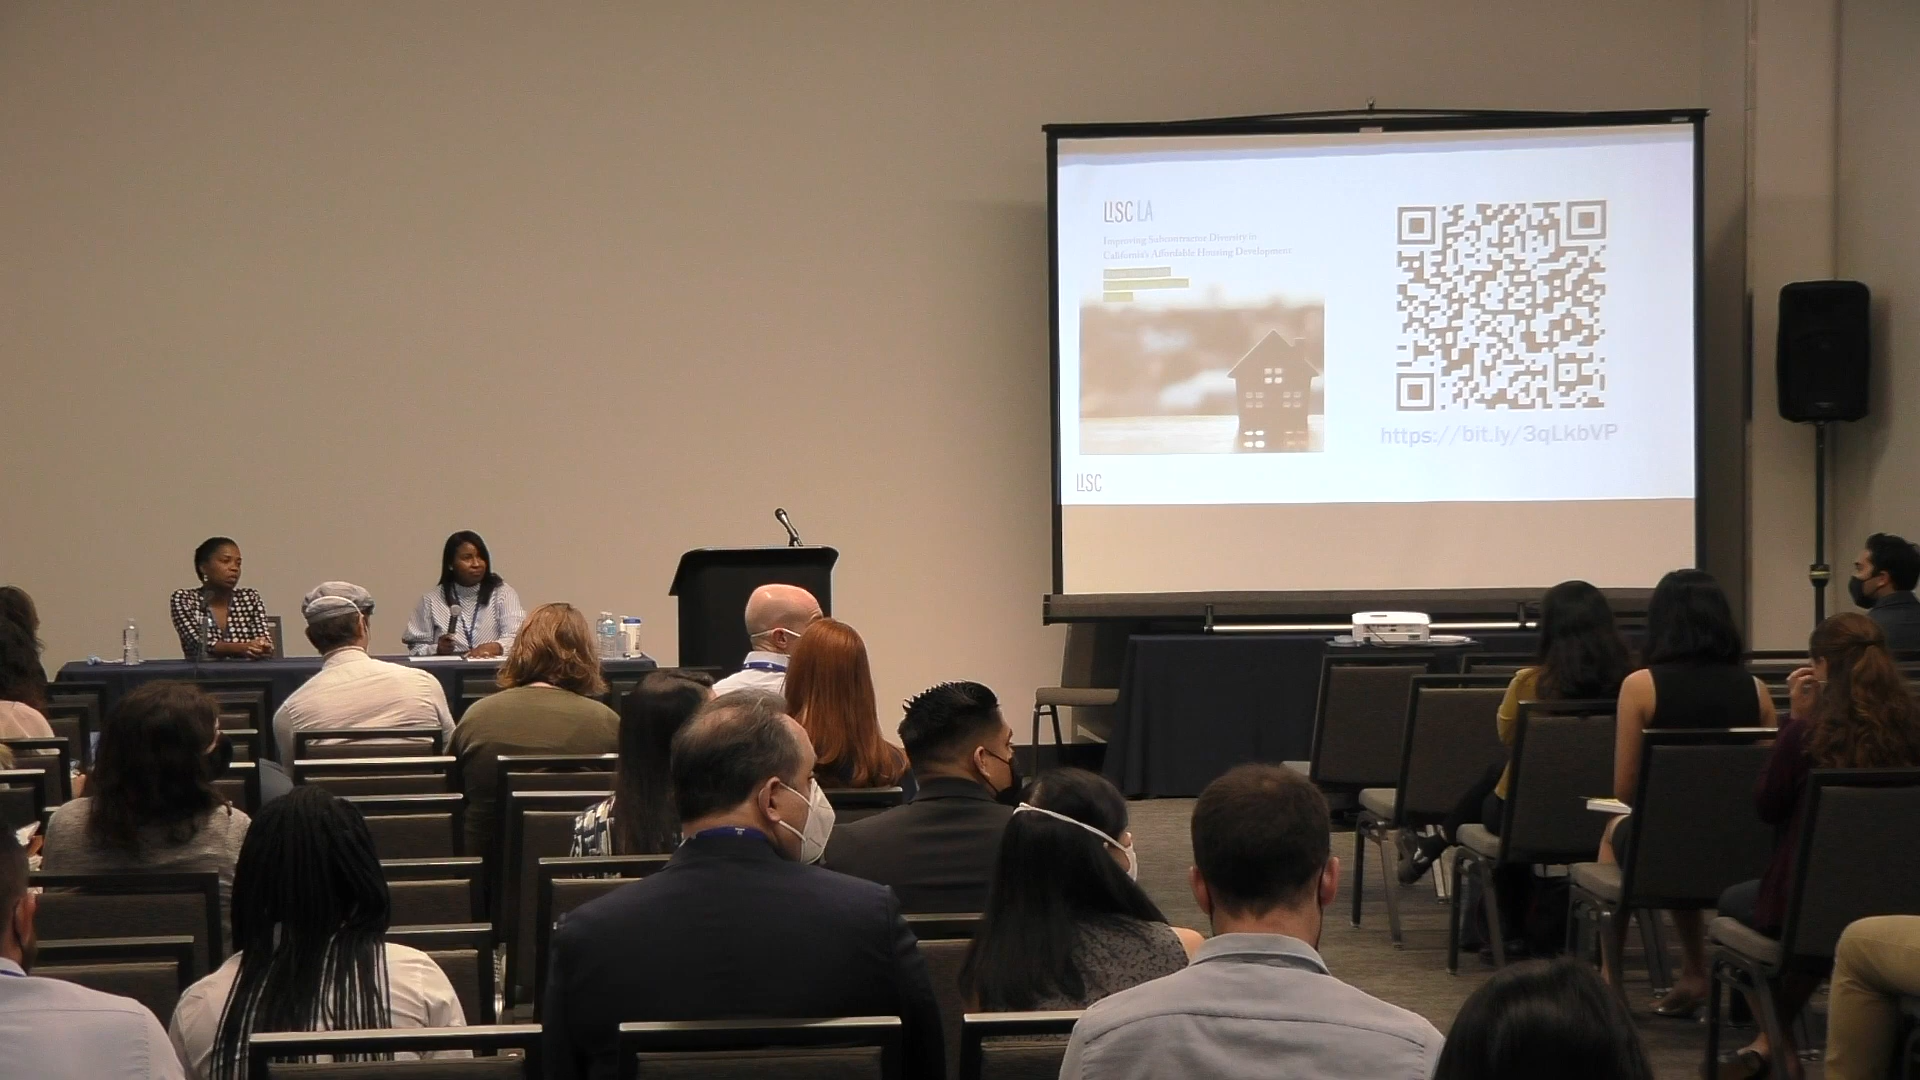 LISC LA
Improving Subcontractor Diversity in
California's Affordable Housing Development
https://bit.ly/3qLkbVP
LISC